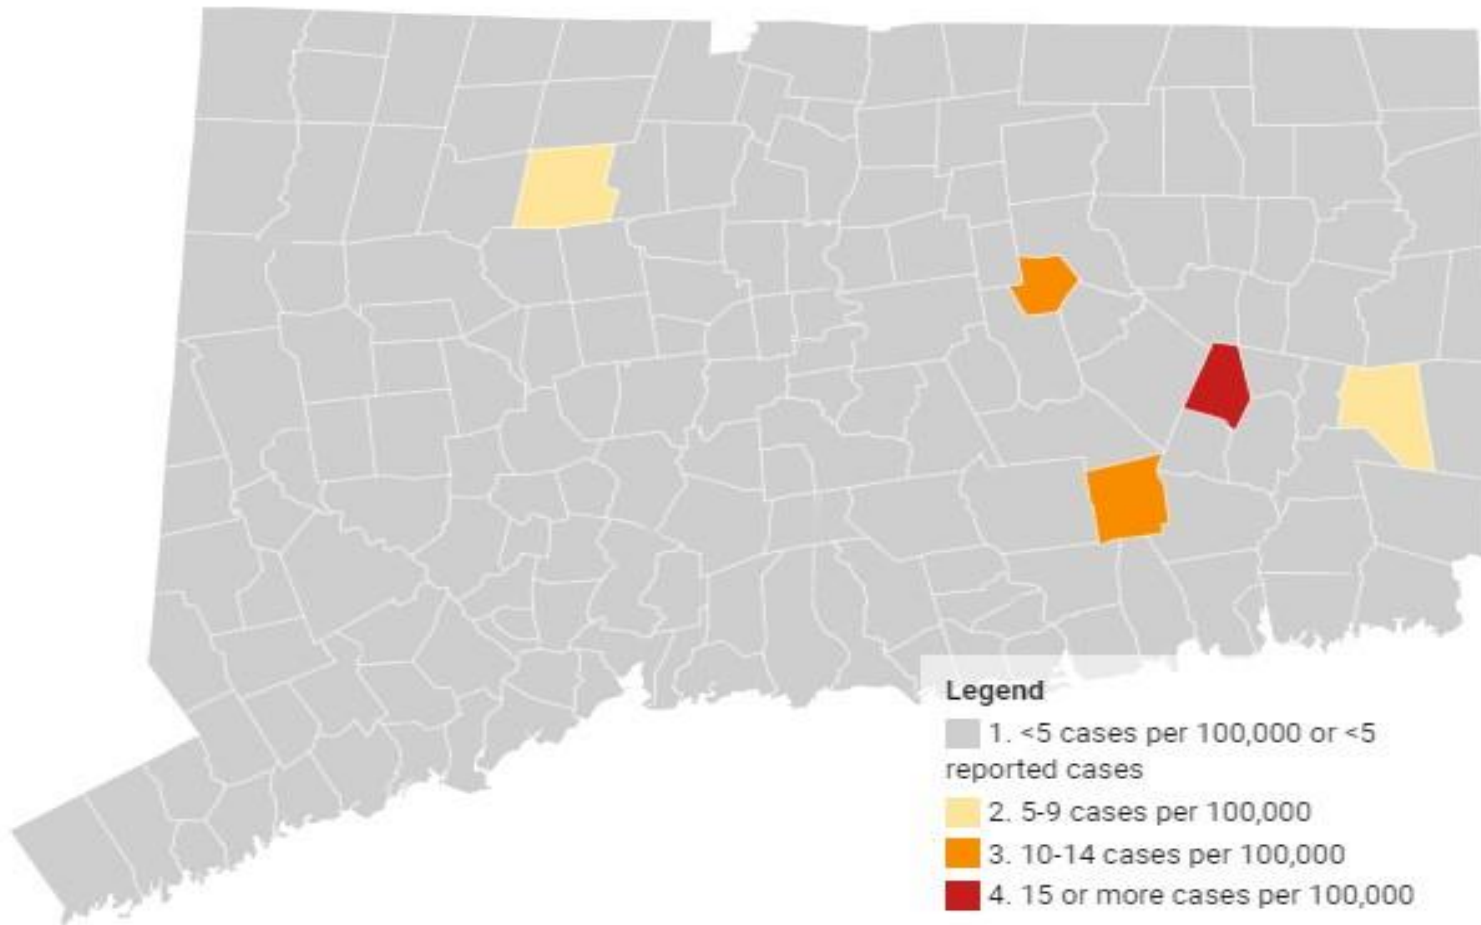 Legend
1. <5 cases per 100,000 or <5
reported cases
2. 5-9 cases per 100,000
3. 10-14 cases per 100,000
4. 15 or more cases per 100,000